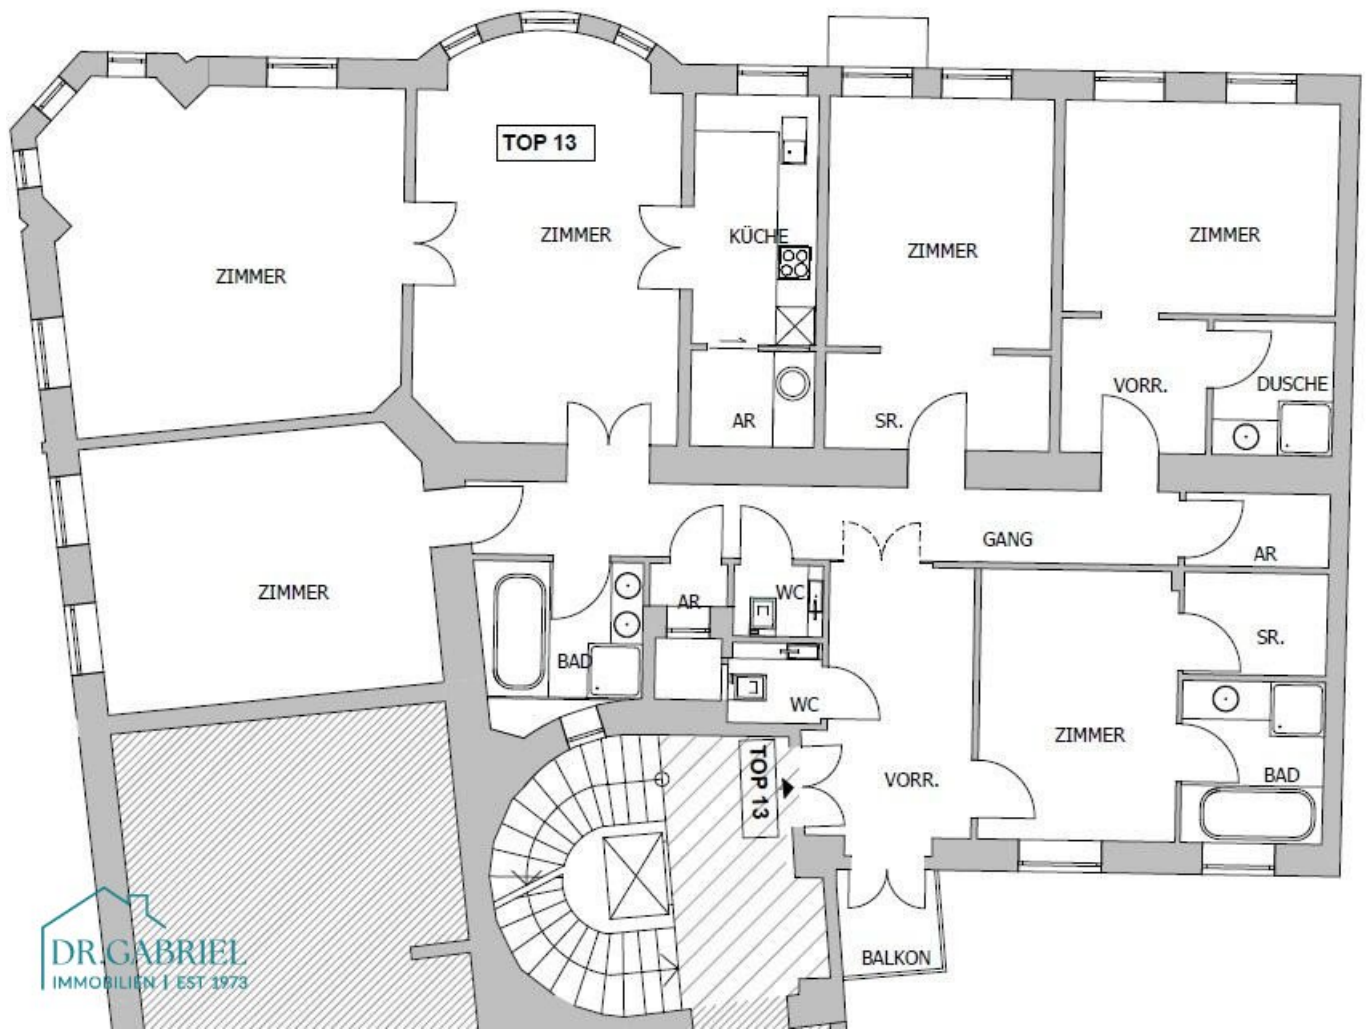 TOP 13
ZIMMER
KÜCHE
ZIMMER
ZIMMER
ZIMMER
ZIMMER
VORR.
DUSCHE
AR
SR.
GANG
AR
ZIMMER
AR
WC
SR.
BAD
WC
ZIMMER
TOP 13
VORR.
BAD
BALKON
DR.GABRIEL
IMMOBILIEN | EST 1973